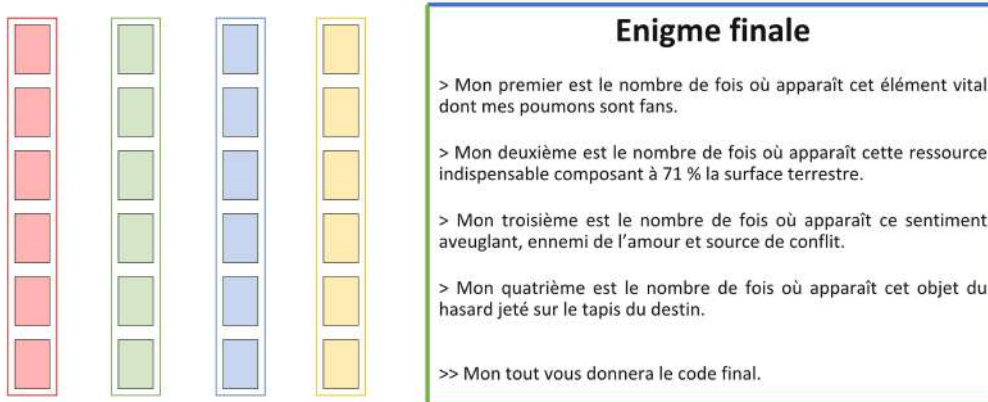 Enigme finale
> Mon premier est le nombre de fois où apparaît cet élément vital
dont mes poumons sont fans.
> Mon deuxième est le nombre de fois où apparaît cette ressource
indispensable composant à 71 % la surface terrestre.
> Mon troisième est le nombre de fois où apparaît ce sentiment
aveuglant, ennemi de l’amour et source de conflit.
> Mon quatrième est le nombre de fois où apparaît cet objet du
hasard jeté sur le tapis du destin.
>> Mon tout vous donnera le code final.